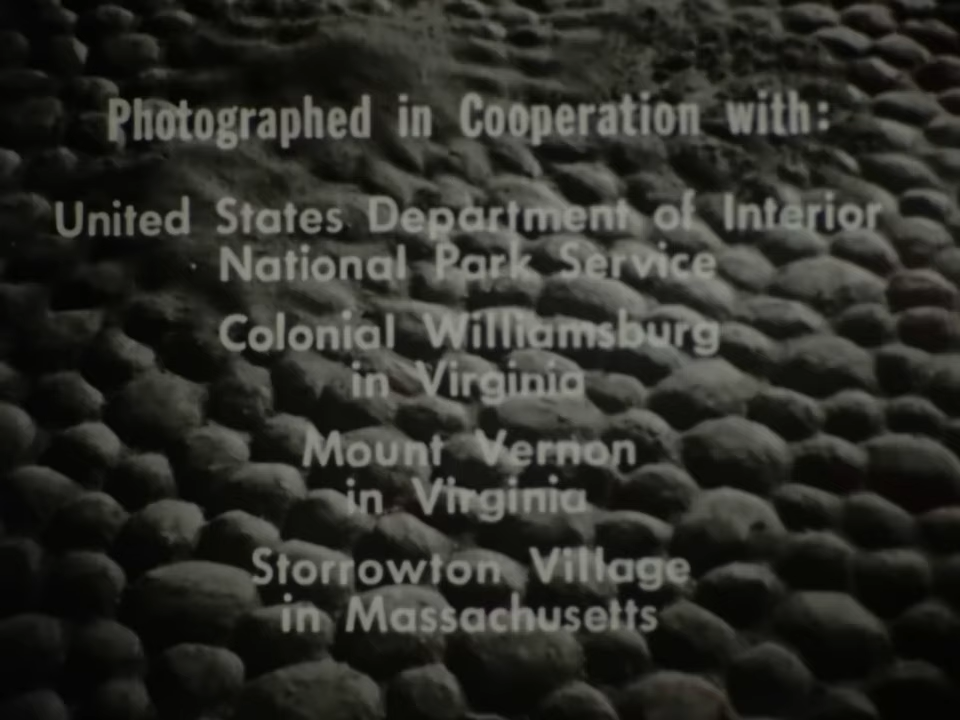 Photographed in Cooperation with:
United States Department of Interior
National Park Service
Colonial Williamsburg
in Virginia
Mount Vernon
in Virginia
Storrowton Village
in Massachusetts